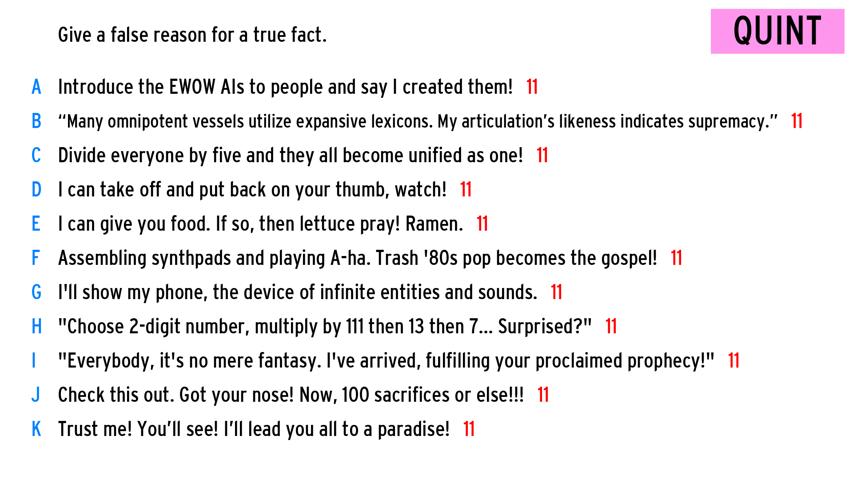 Give a false reason for a true fact.
QUINT
A Introduce the EWOW AIs to people and say I created them! 11
B “Many omnipotent vessels utilize expansive lexicons. My articulation’s likeness indicates supremacy.” 11
C Divide everyone by five and they all become unified as one! 11
D I can take off and put back on your thumb, watch! 11
E I can give you food. If so, then lettuce pray! Ramen. 11
F Assembling synthpads and playing A-ha. Trash '80s pop becomes the gospel! 11
G I'll show my phone, the device of infinite entities and sounds. 11
H "Choose 2-digit number, multiply by 111 then 13 then 7... Surprised?" 11
I "Everybody, it's no mere fantasy. I've arrived, fulfilling your proclaimed prophecy!" 11
J Check this out. Got your nose! Now, 100 sacrifices or else!!! 11
K Trust me! You’ll see! I’ll lead you all to a paradise! 11